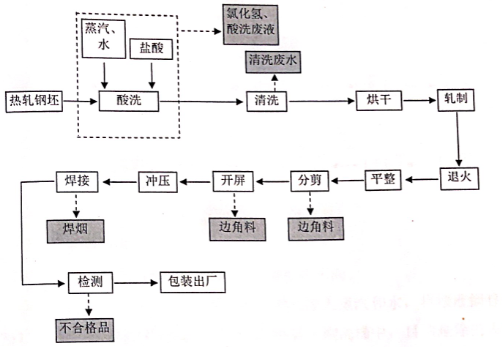 蒸汽、
水
盐酸
氯化氢、
酸洗废液
清洗废水
热轧钢坯
酸洗
清洗
烘干
轧制
焊接
冲压
开屏
分剪
平整
退火
焊烟
边角料
边角料
检测
包装出厂
不合格品